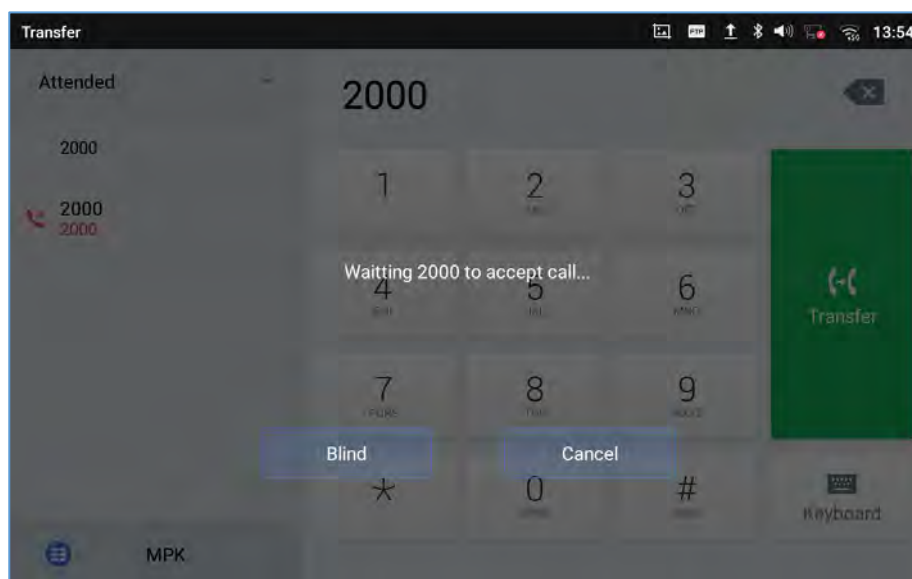 Transfer
FTP
13:54
Attended
2000
2000
2000
2000
1
2
3
Waitting 2000 to accept call...
4
5
6
Transfer
7
8
9
Blind
Cancel
*
0
#
Keyboard
MPK